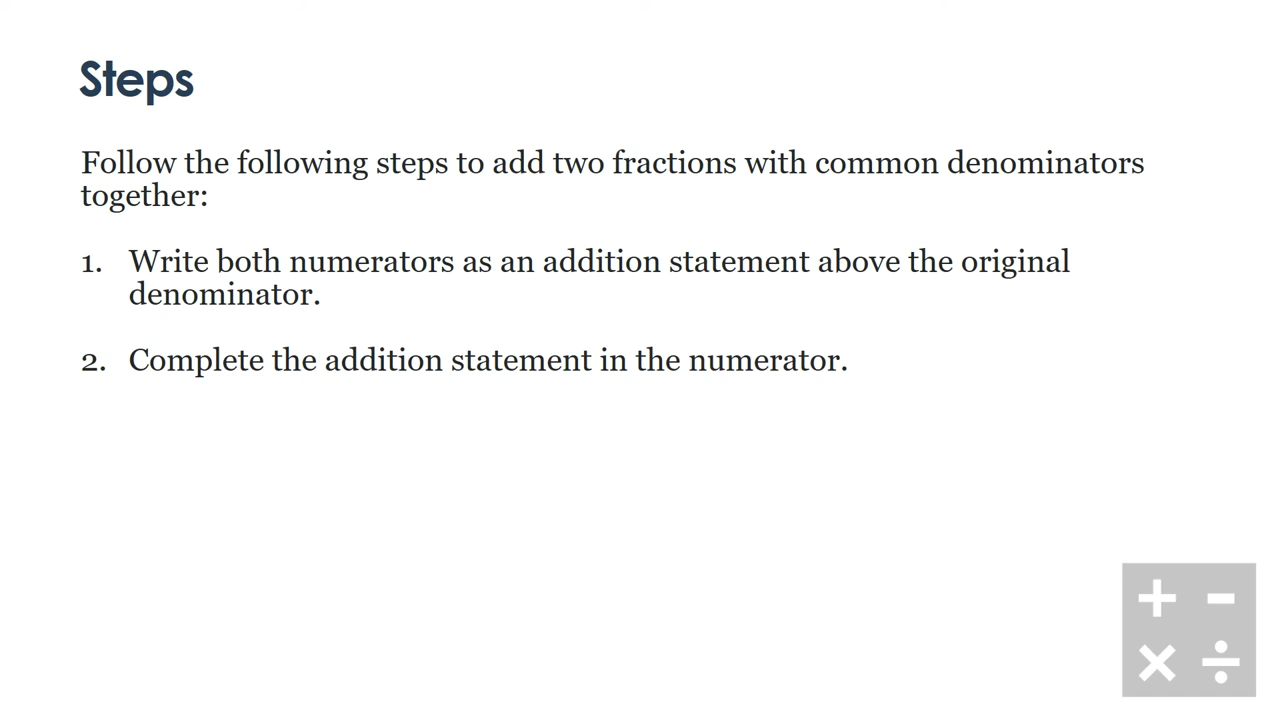 Steps
Follow the following steps to add two fractions with common denominators
together:
1. Write both numerators as an addition statement above the original
denominator.
2. Complete the addition statement in the numerator.
+ -
× ÷